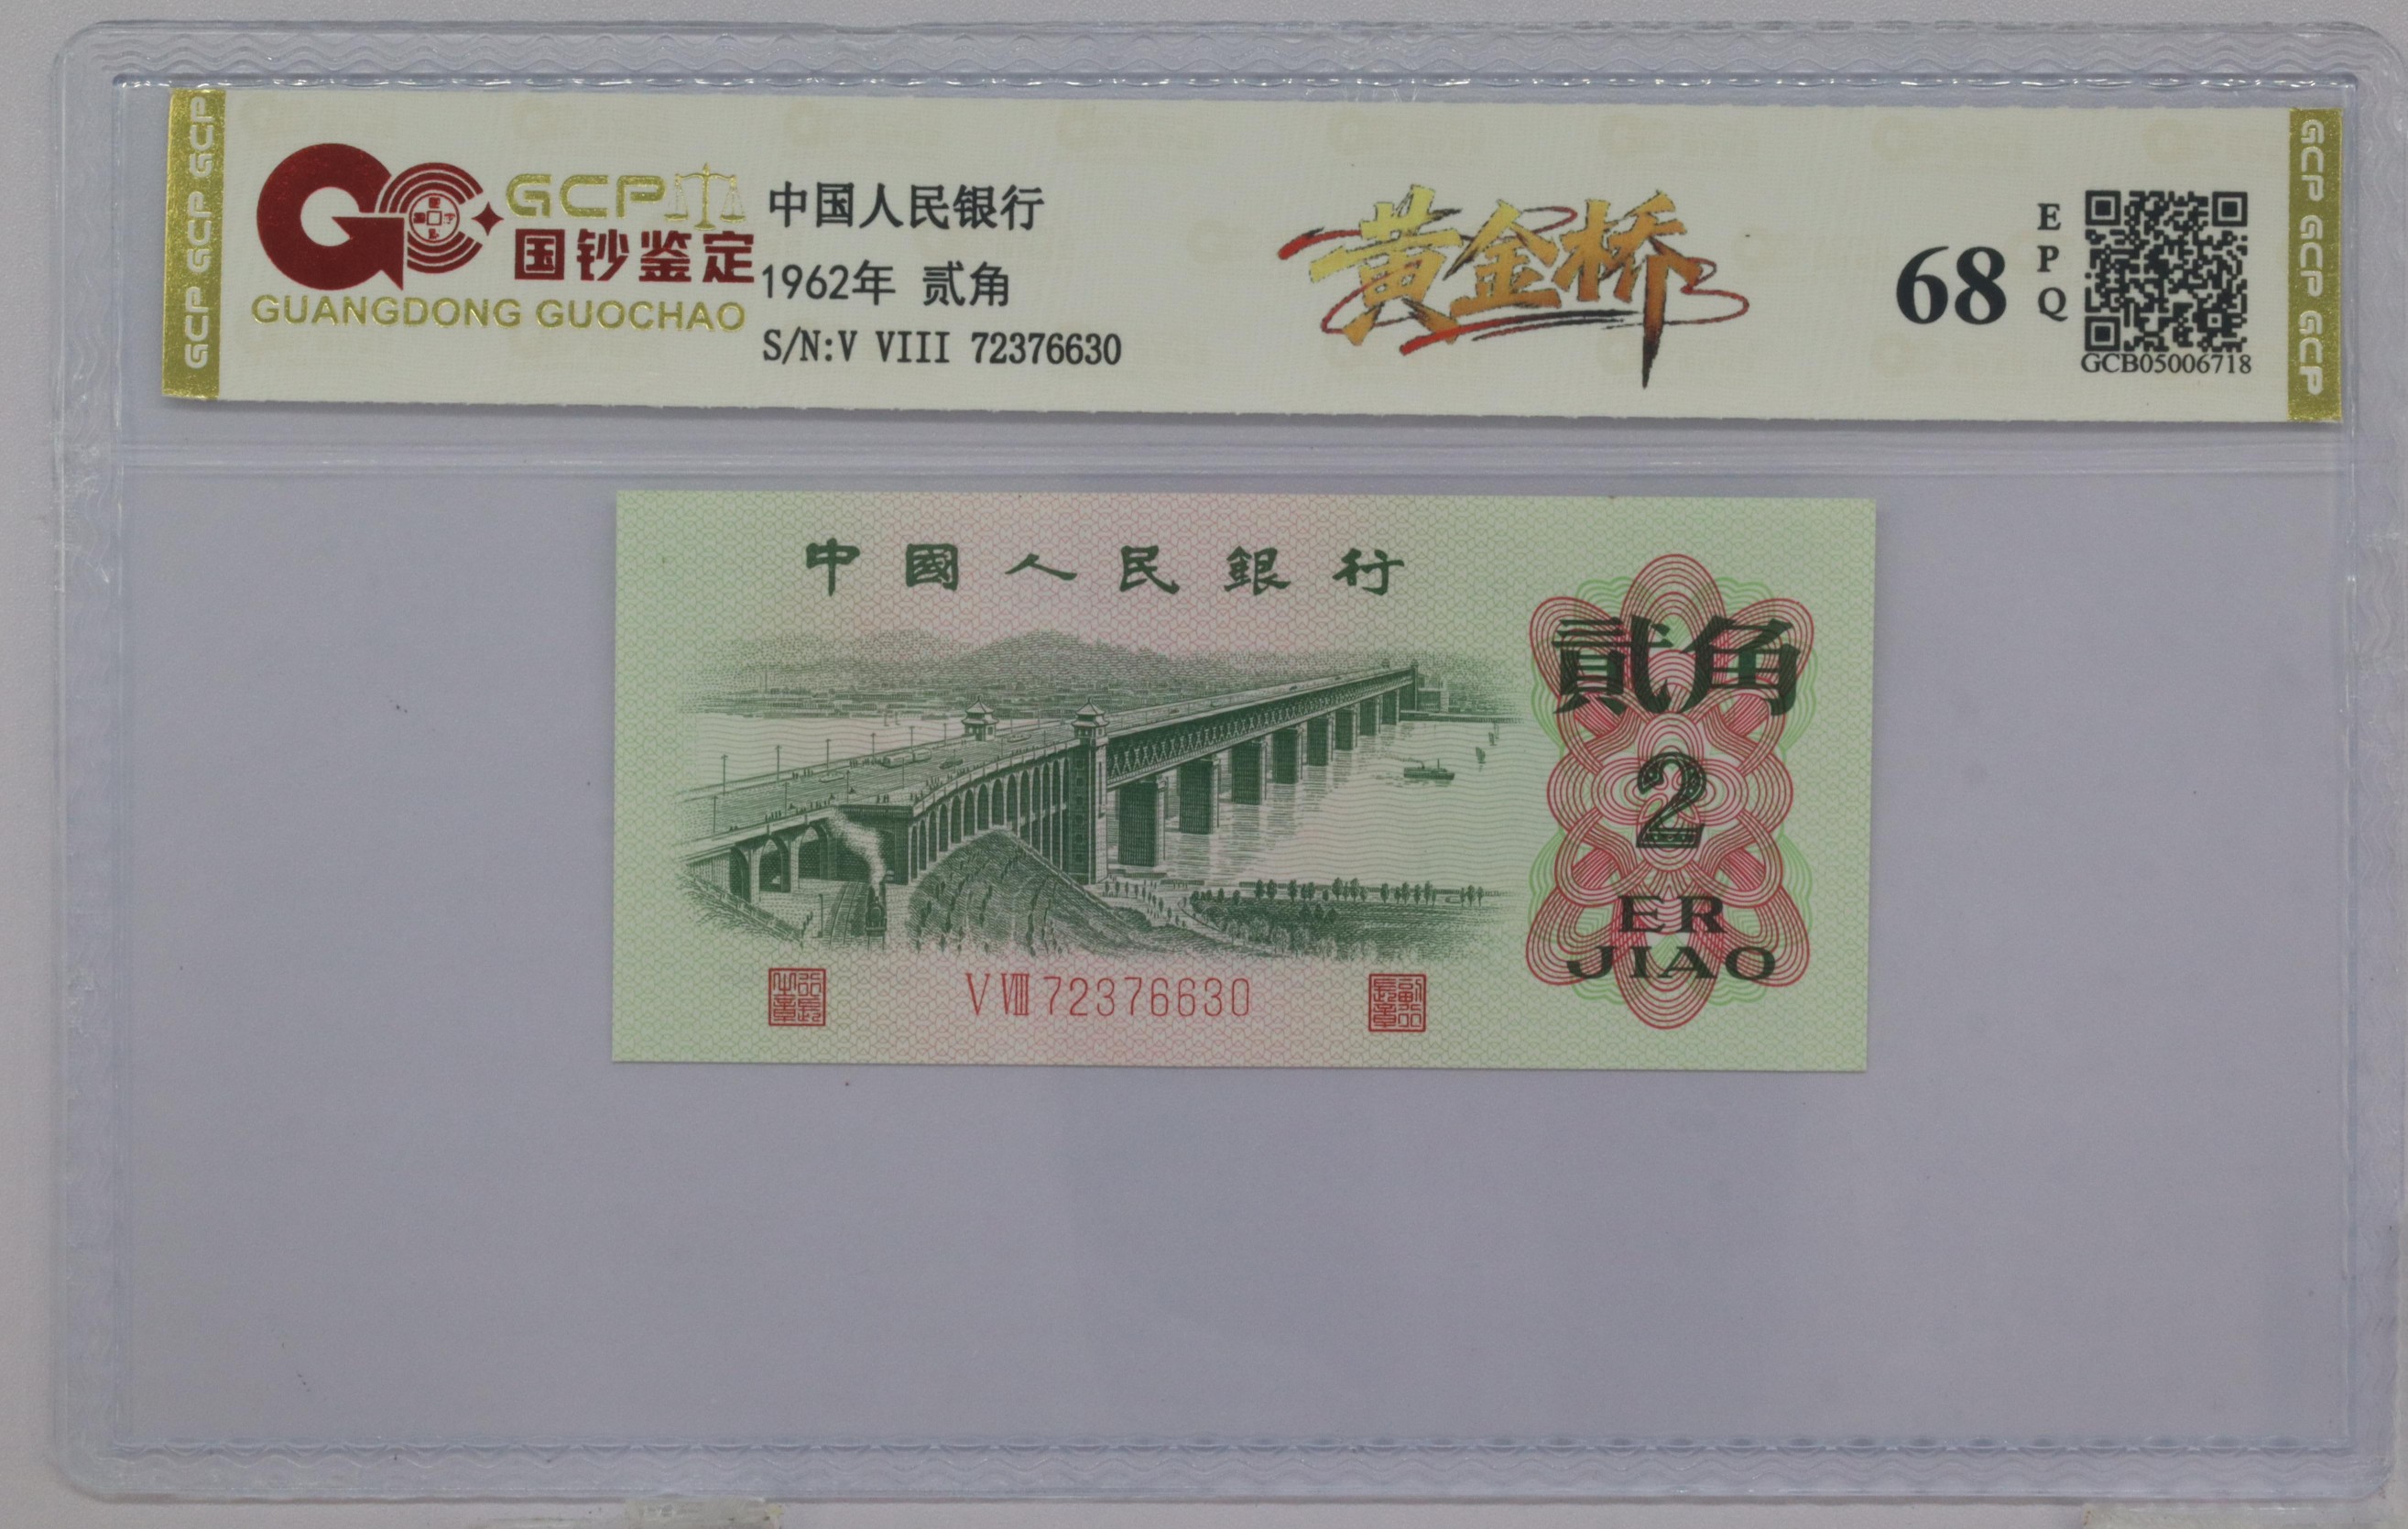 GCP GCP GCP
GCP
国钞鉴定
GUANGDONG GUOCHAO
中国人民银行
1962年 贰角
S/N:V VIII 72376630
黄金桥
68
EPQ
GCB05006718
GCP GCP GCP
中國人民銀行
貳角
2
ER
JIAO
V VIII 72376630